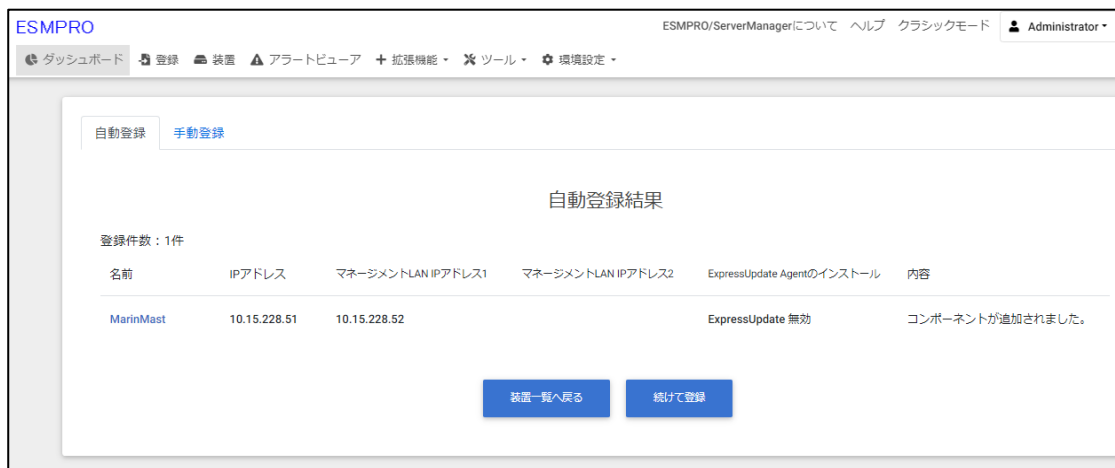 ESMPRO
ESMPRO/ServerManagerについて ヘルプ クラシックモード Administrator
ダッシュボード 登録 装置 アラートビューア 拡張機能 ツール 環境設定
自動登録 手動登録
自動登録結果
登録件数：1件
名前 IPアドレス マネージメントLAN IPアドレス1 マネージメントLAN IPアドレス2 ExpressUpdate Agentのインストール 内容
MarinMast 10.15.228.51 10.15.228.52 ExpressUpdate 無効 コンポーネントが追加されました。
装置一覧へ戻る 続けて登録